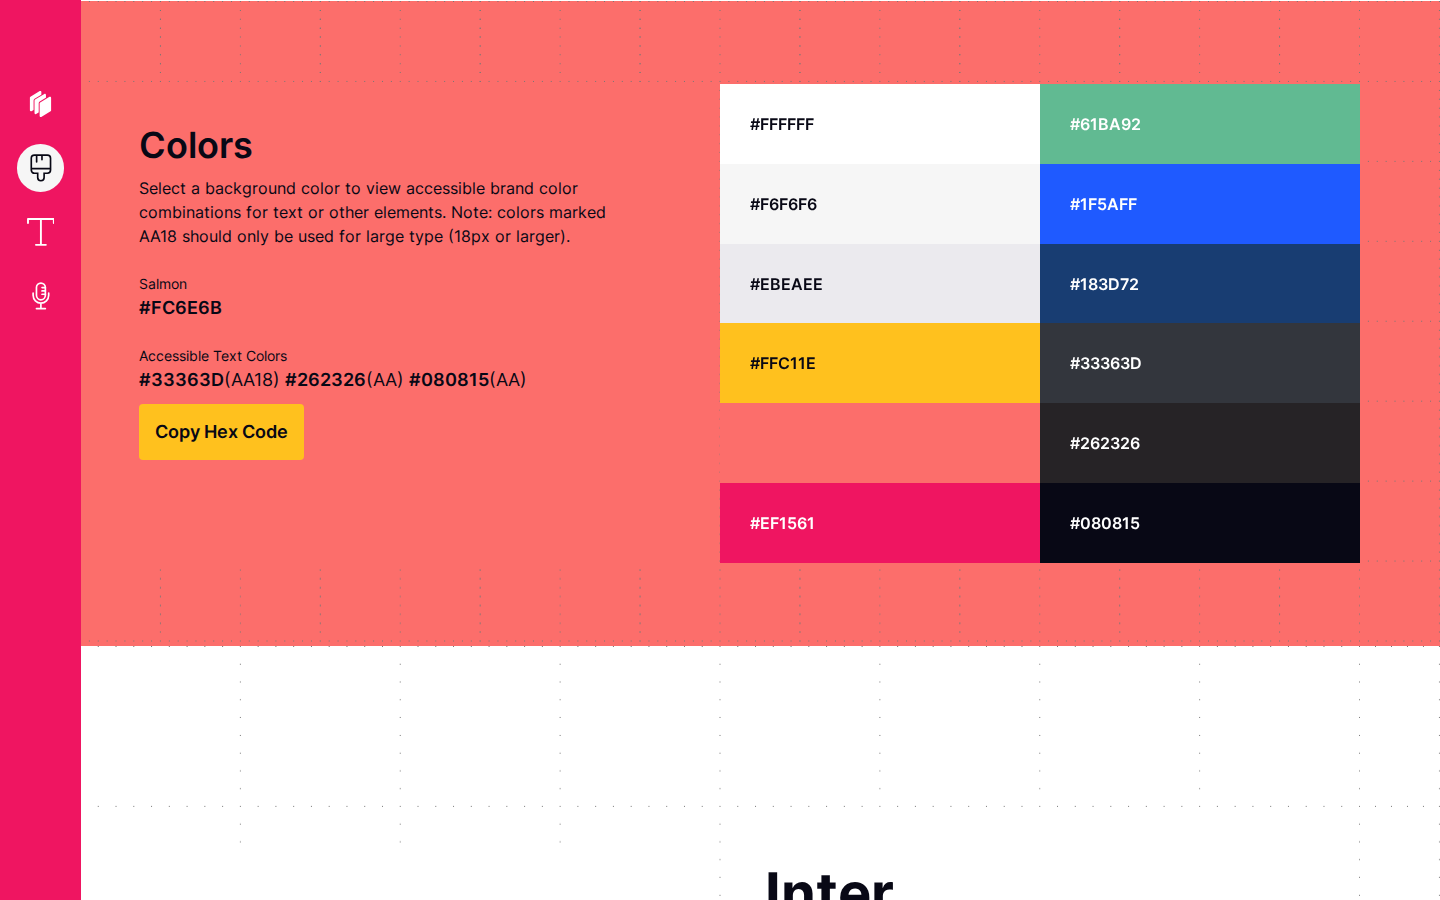 Colors
Select a background color to view accessible brand color
combinations for text or other elements. Note: colors marked
AA18 should only be used for large type (18px or larger).
Salmon
#FC6E6B
Accessible Text Colors
#33363D(AA18) #262326(AA) #080815(AA)
Copy Hex Code
#FFFFFF
#61BA92
#F6F6F6
#1F5AFF
#EBEAEE
#183D72
#FFC11E
#33363D
#262326
#EF1561
#080815
Inter